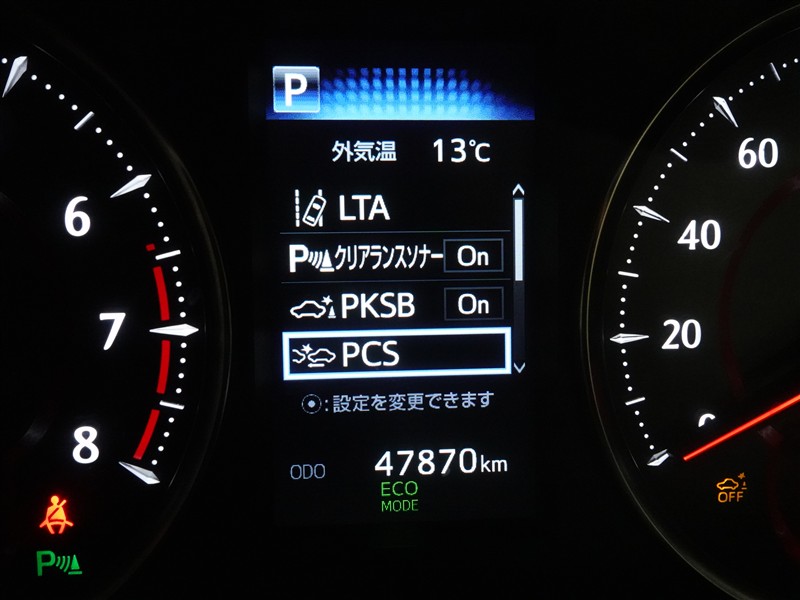 P
外気温 13℃
LTA
P クリアランスソナー On
PKSB On
PCS
:設定を変更できます
ODO 47870km
ECO
MODE
6
7
8
P
60
40
20
0
OFF